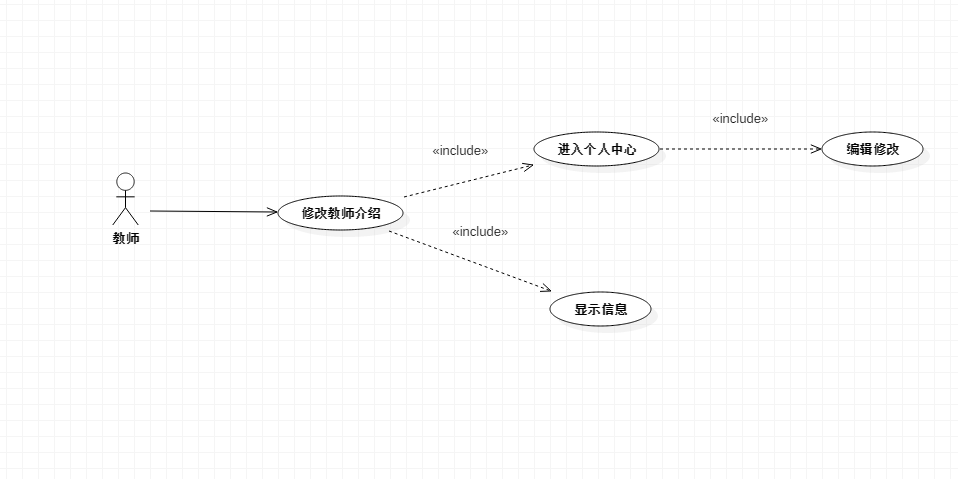 «include»
进入个人中心
«include»
编辑修改
教师
修改教师介绍
«include»
显示信息